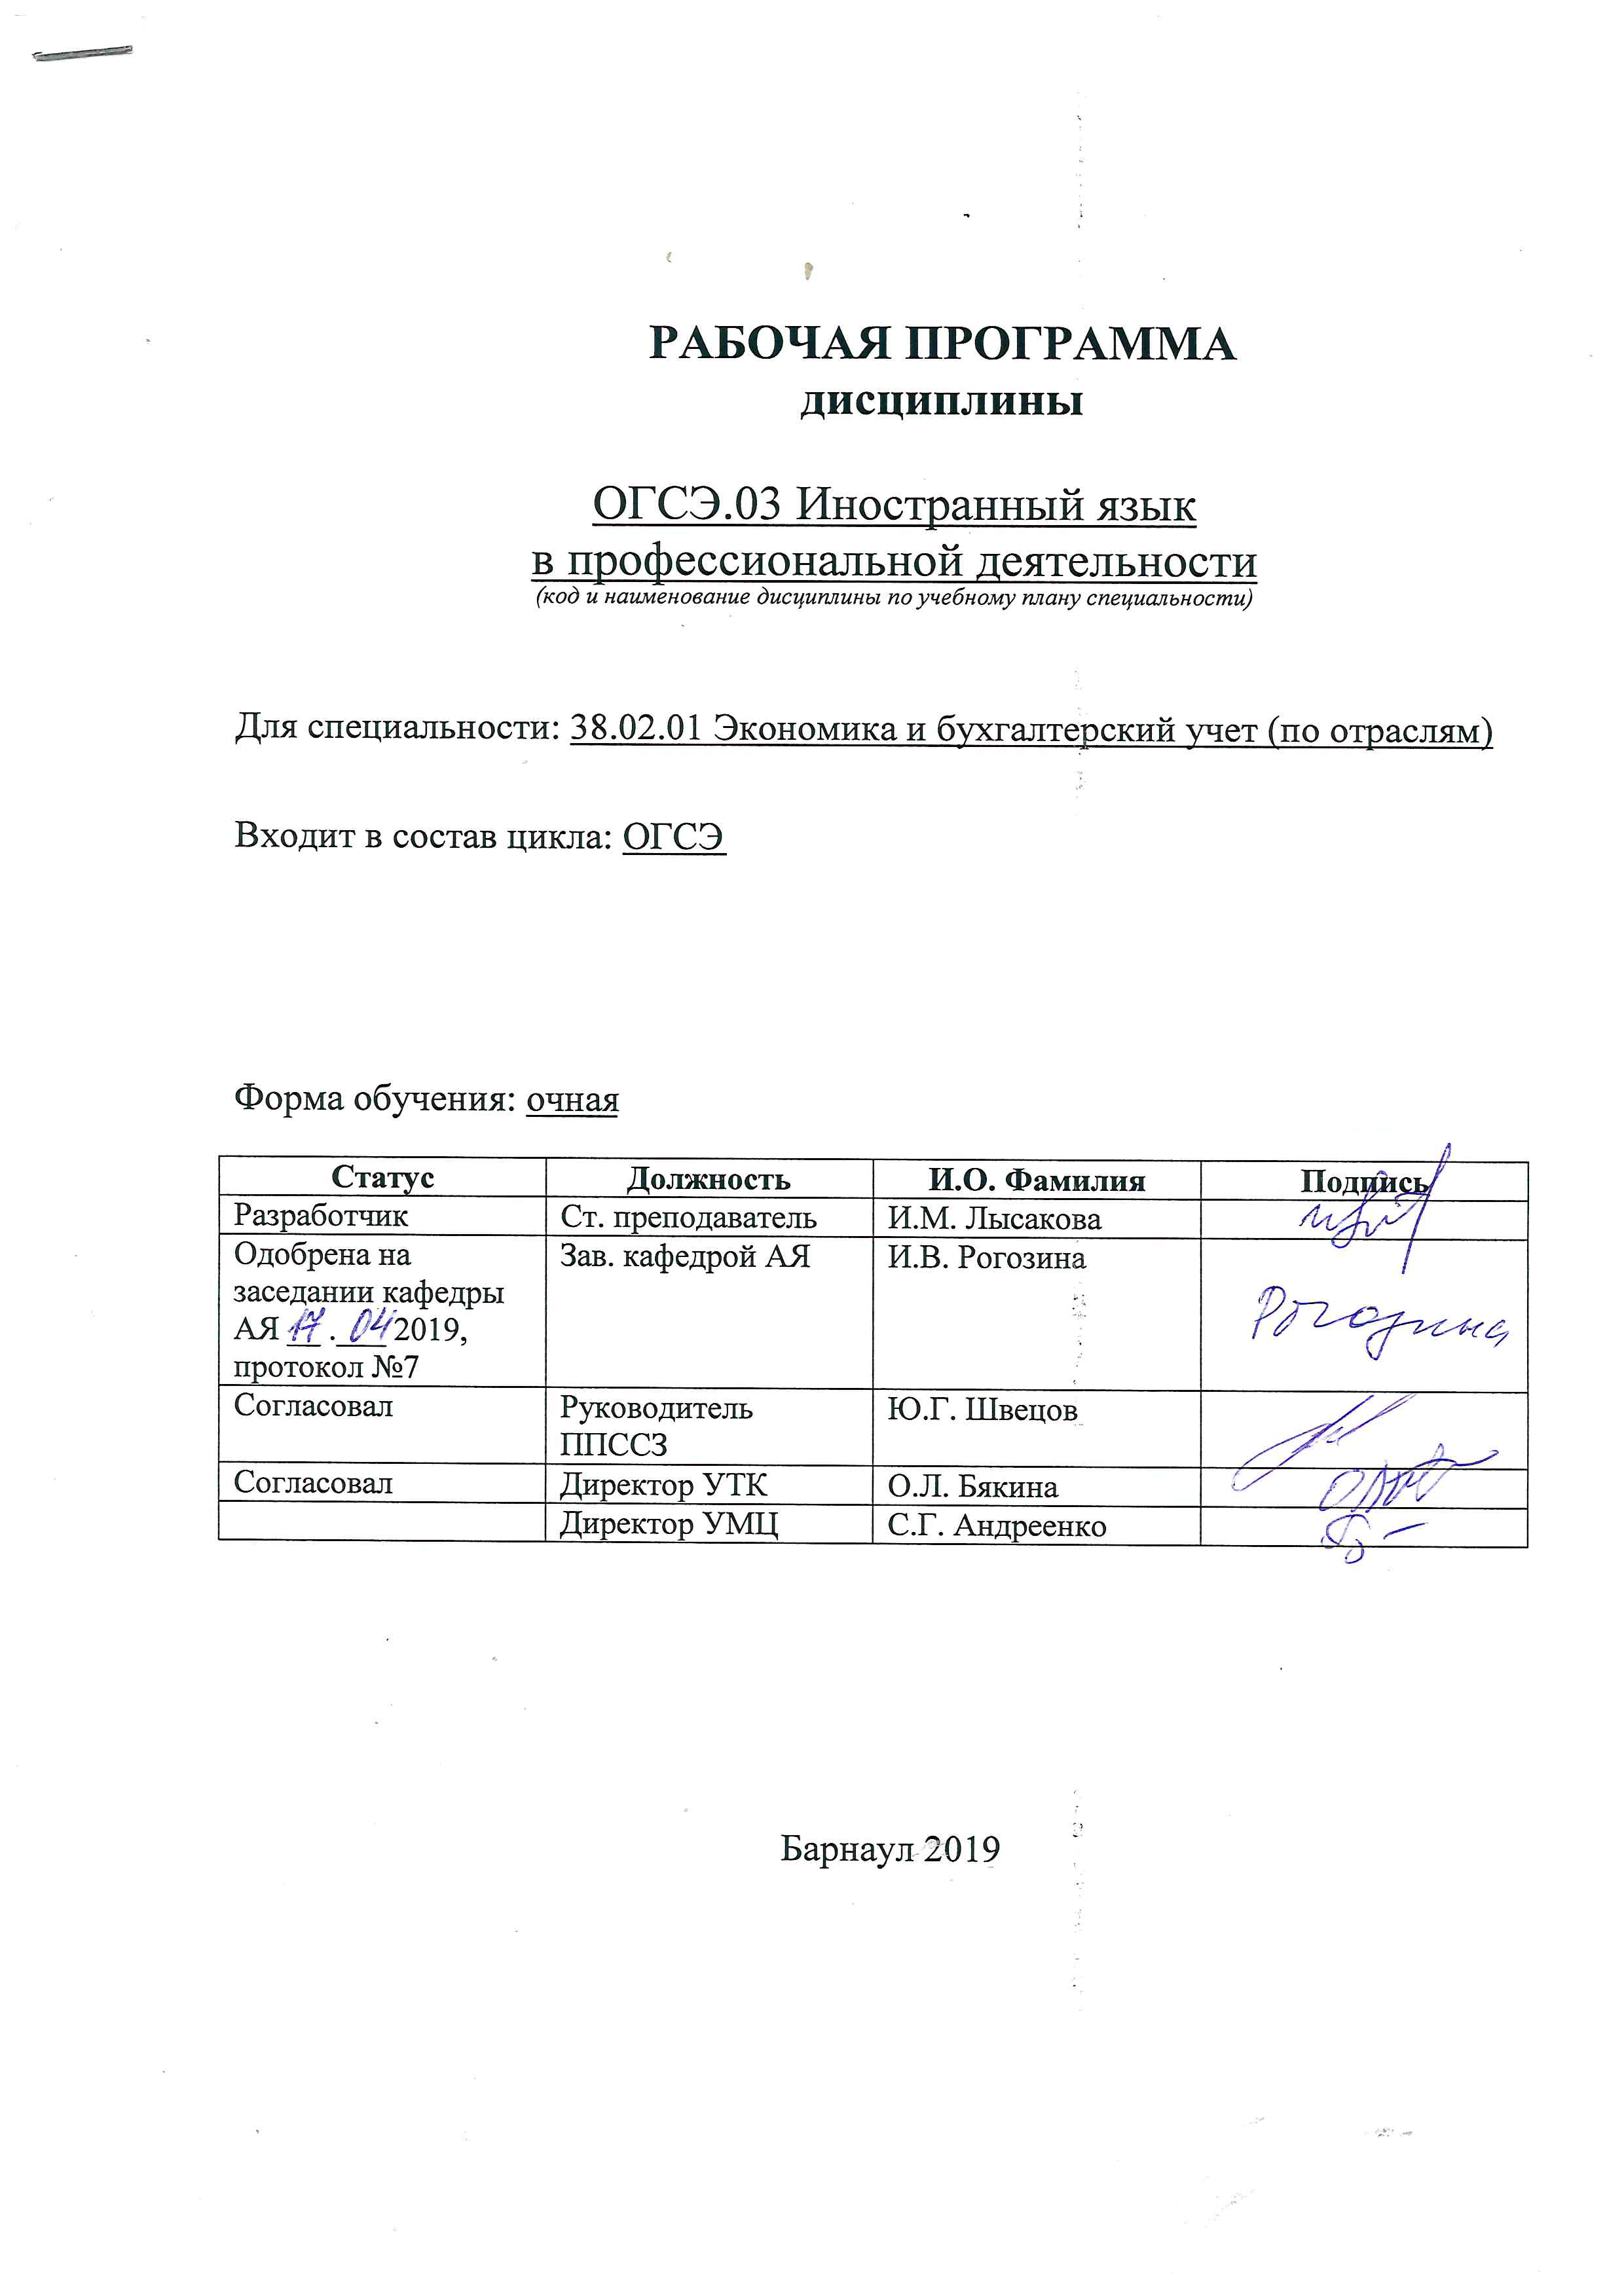 РАБОЧАЯ ПРОГРАММА
дисциплины
ОГСЭ.03 Иностранный язык
в профессиональной деятельности
(код и наименование дисциплины по учебному плану специальности)
Для специальности: 38.02.01 Экономика и бухгалтерский учет (по отраслям)
Входит в состав цикла: ОГСЭ
Форма обучения: очная
Статус Должность И.О. Фамилия Подпись
Разработчик Ст. преподаватель И.М. Лысакова
Одобрена на Зав. кафедрой АЯ И.В. Рогозина
заседании кафедры
АЯ 17 . 04 2019, Рогозина
протокол №7
Согласовал Руководитель Ю.Г. Швецов
ППССЗ
Согласовал Директор УТК О.Л. Бякина
Директор УМЦ С.Г. Андреенко
Барнаул 2019